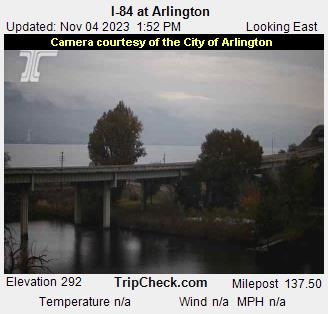 I-84 at Arlington
Updated: Nov 04 2023 1:52 PM Looking East
Camera courtesy of the City of Arlington
Elevation 292 TripCheck.com Milepost 137.50
Temperature n/a Wind n/a MPH n/a